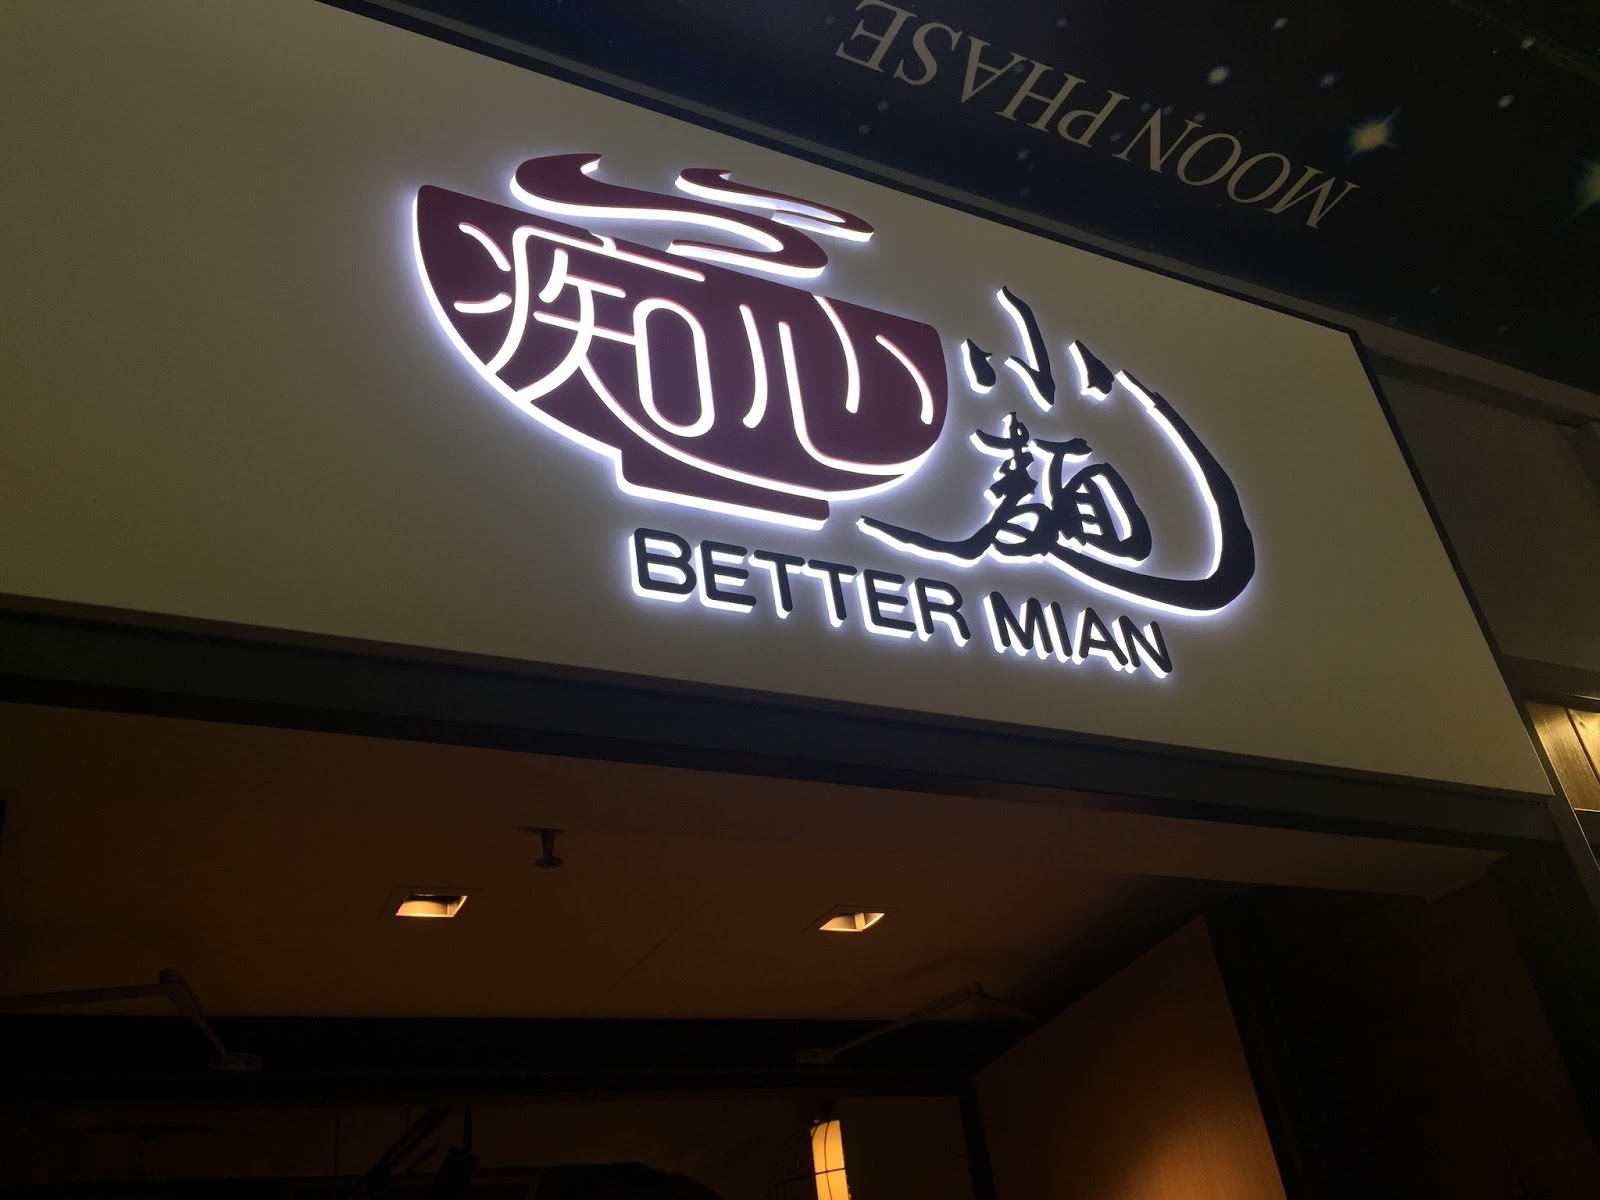 MOON PHASE
痴心
小麵
BETTER MIAN